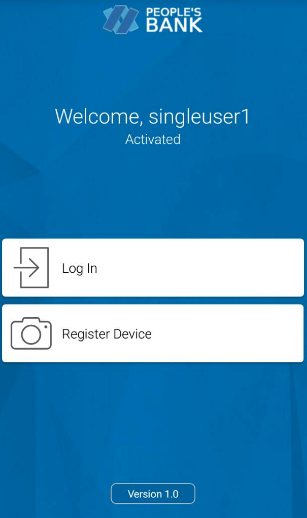 PEOPLE'S
BANK
Welcome, singleuser1
Activated
Log In
Register Device
Version 1.0